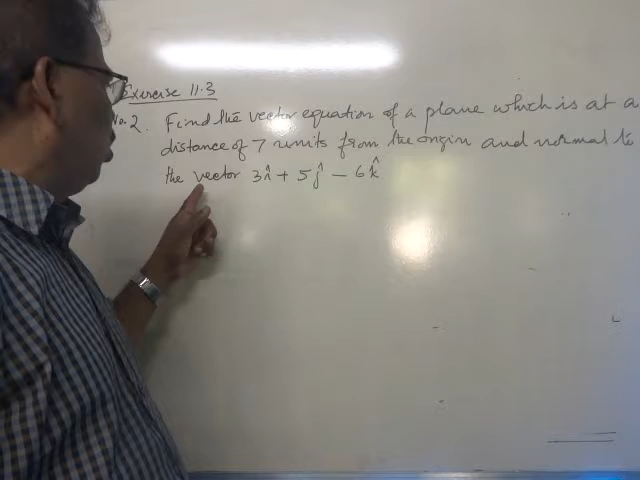 Exercise 11.3
No. 2. Find the vector equation of a plane which is at a
distance of 7 units from the origin and normal to
the vector 3î + 5ĵ − 6k̂